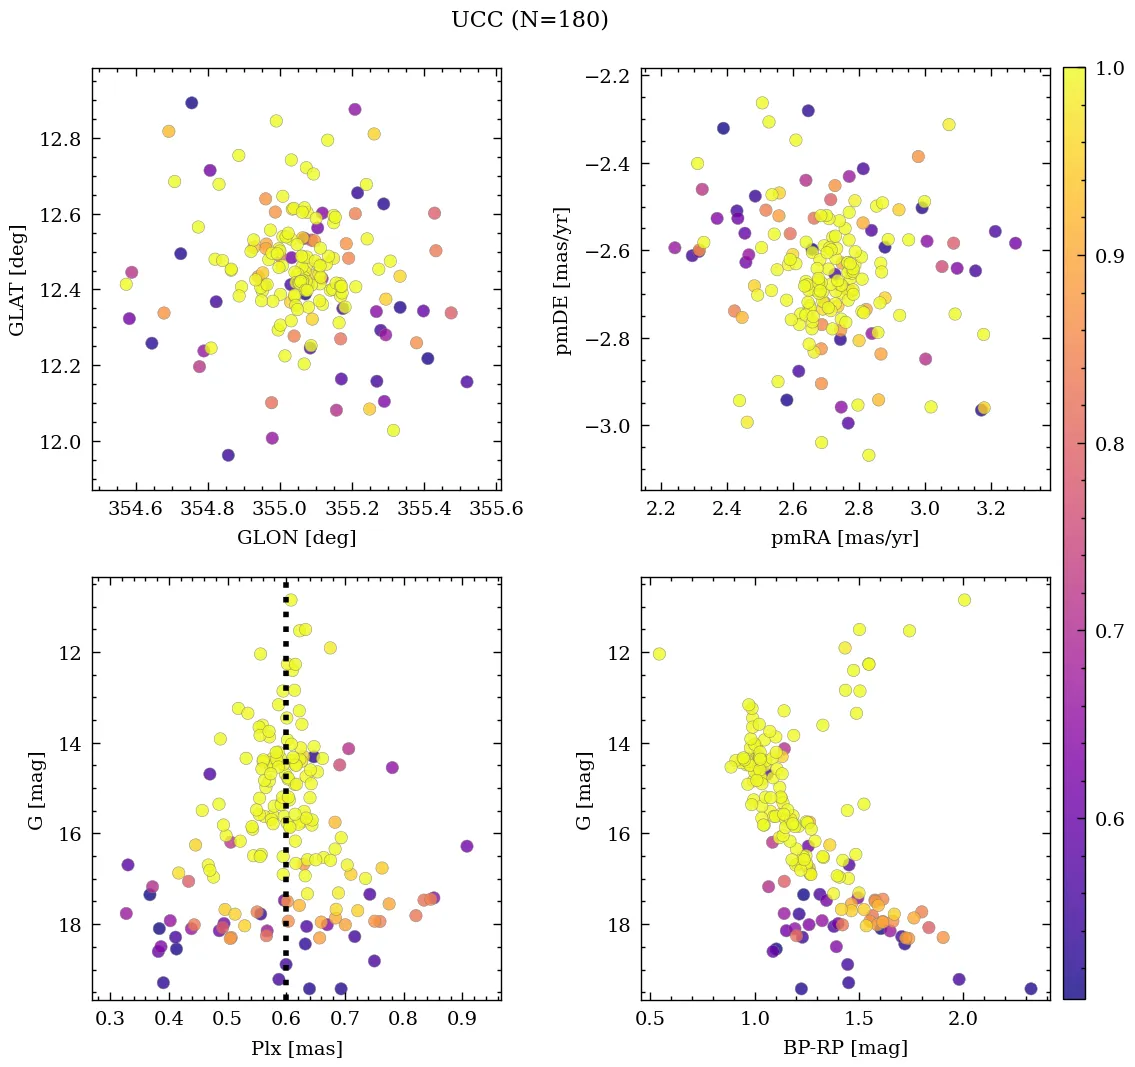 UCC (N=180)
12.8
12.6
12.4
12.2
12.0
GLAT [deg]
354.6 354.8 355.0 355.2 355.4 355.6
GLON [deg]
−2.2
−2.4
−2.6
−2.8
−3.0
pmDE [mas/yr]
2.2 2.4 2.6 2.8 3.0 3.2
pmRA [mas/yr]
1.0
0.9
0.8
0.7
0.6
12
14
16
18
G [mag]
0.3 0.4 0.5 0.6 0.7 0.8 0.9
Plx [mas]
12
14
16
18
G [mag]
0.5 1.0 1.5 2.0
BP-RP [mag]